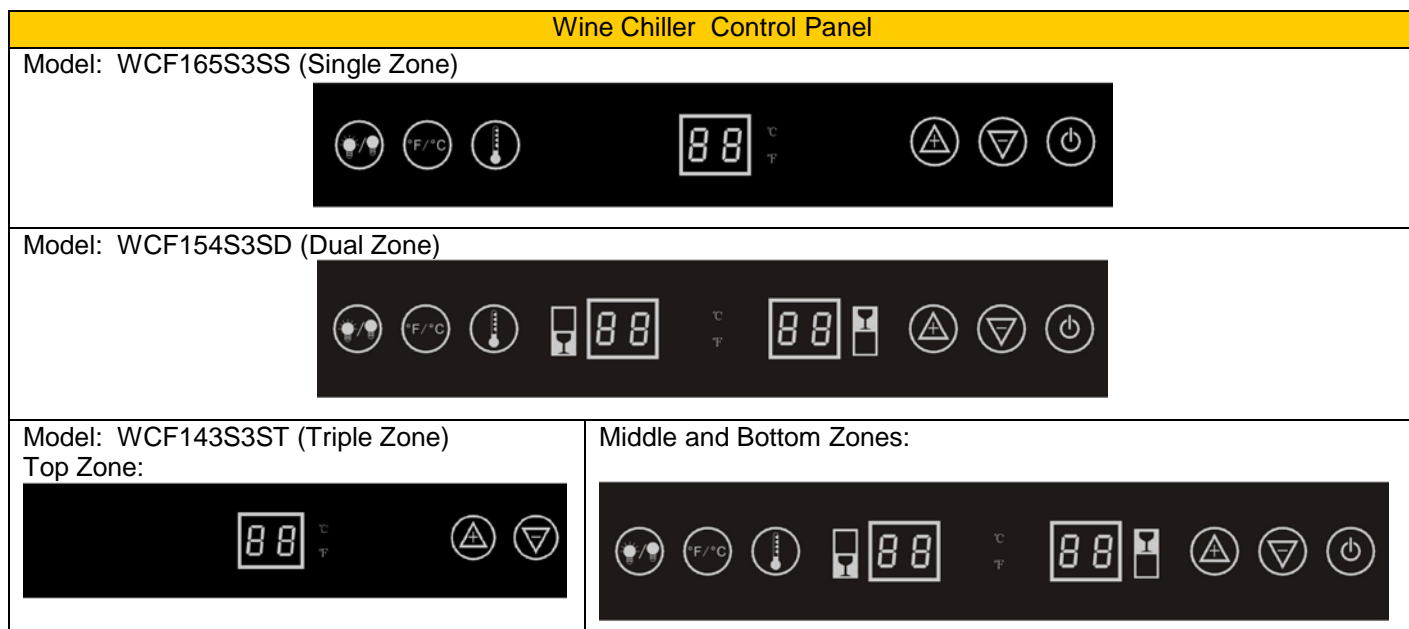 Wine Chiller Control Panel
Model: WCF165S3SS (Single Zone)
°F/°C 88 °C
°F
Model: WCF154S3SD (Dual Zone)
°F/°C 88 °C 88
°F
Model: WCF143S3ST (Triple Zone)
Top Zone:
88 °C
°F
Middle and Bottom Zones:
°F/°C 88 °C 88
°F